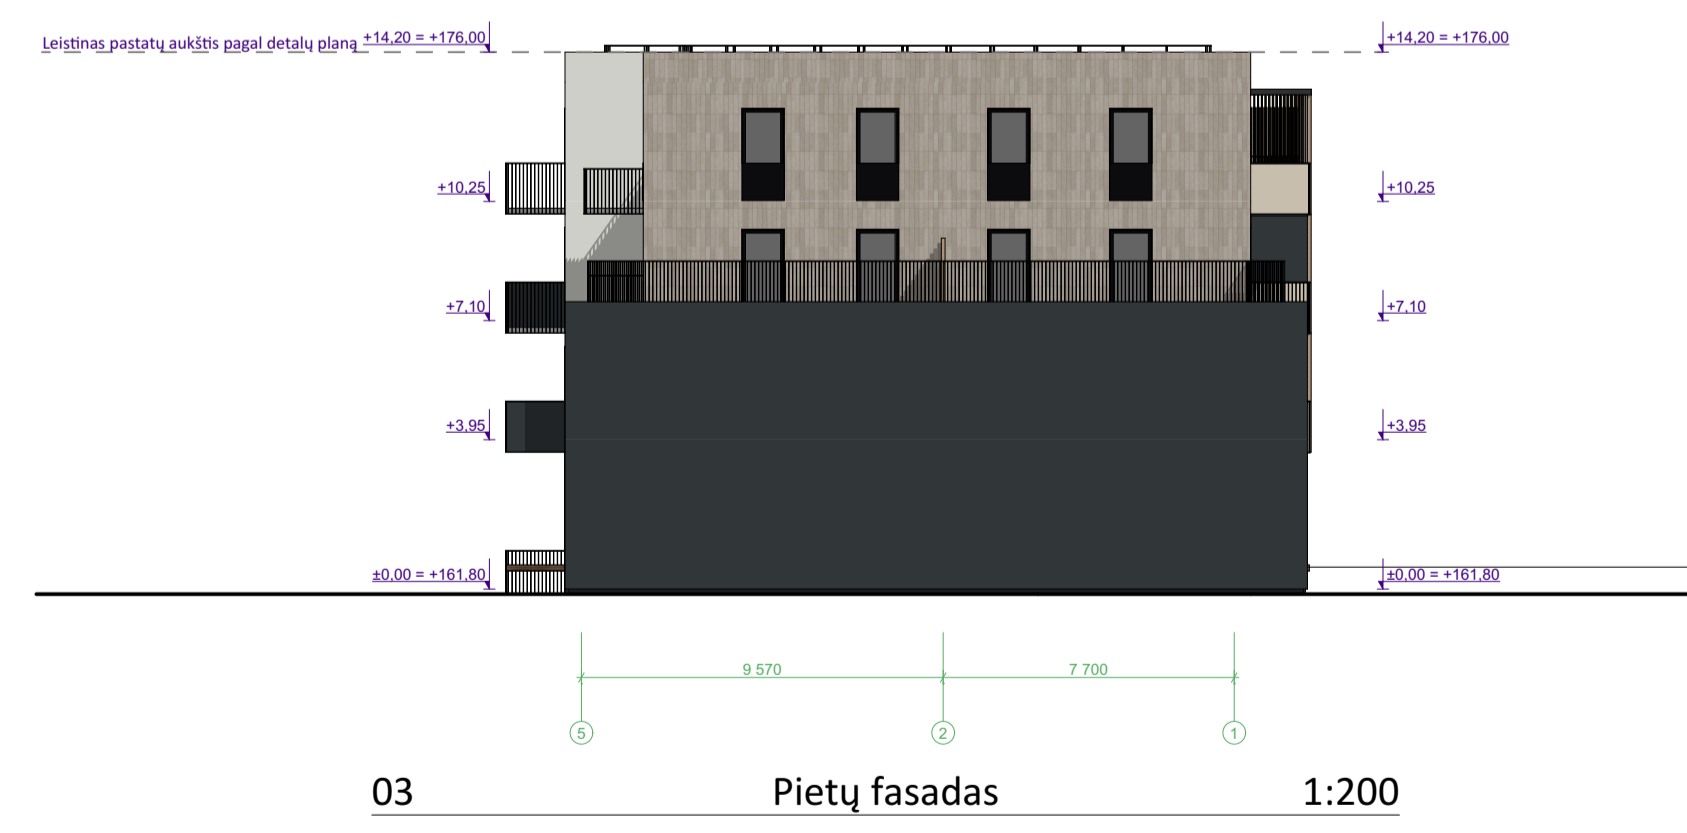 Leistinas pastatų aukštis pagal detalų planą +14,20 = +176,00 +14,20 = +176,00
+10,25 +10,25
+7,10 +7,10
+3,95 +3,95
±0,00 = +161,80 ±0,00 = +161,80
9 570 7 700
5 2 1
03 Pietų fasadas 1:200